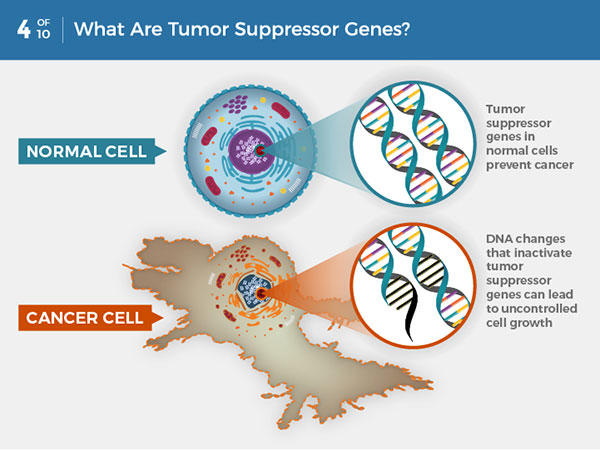 4 OF 10 What Are Tumor Suppressor Genes?
NORMAL CELL
Tumor
suppressor
genes in
normal cells
prevent cancer
CANCER CELL
DNA changes
that inactivate
tumor
suppressor
genes can lead
to uncontrolled
cell growth